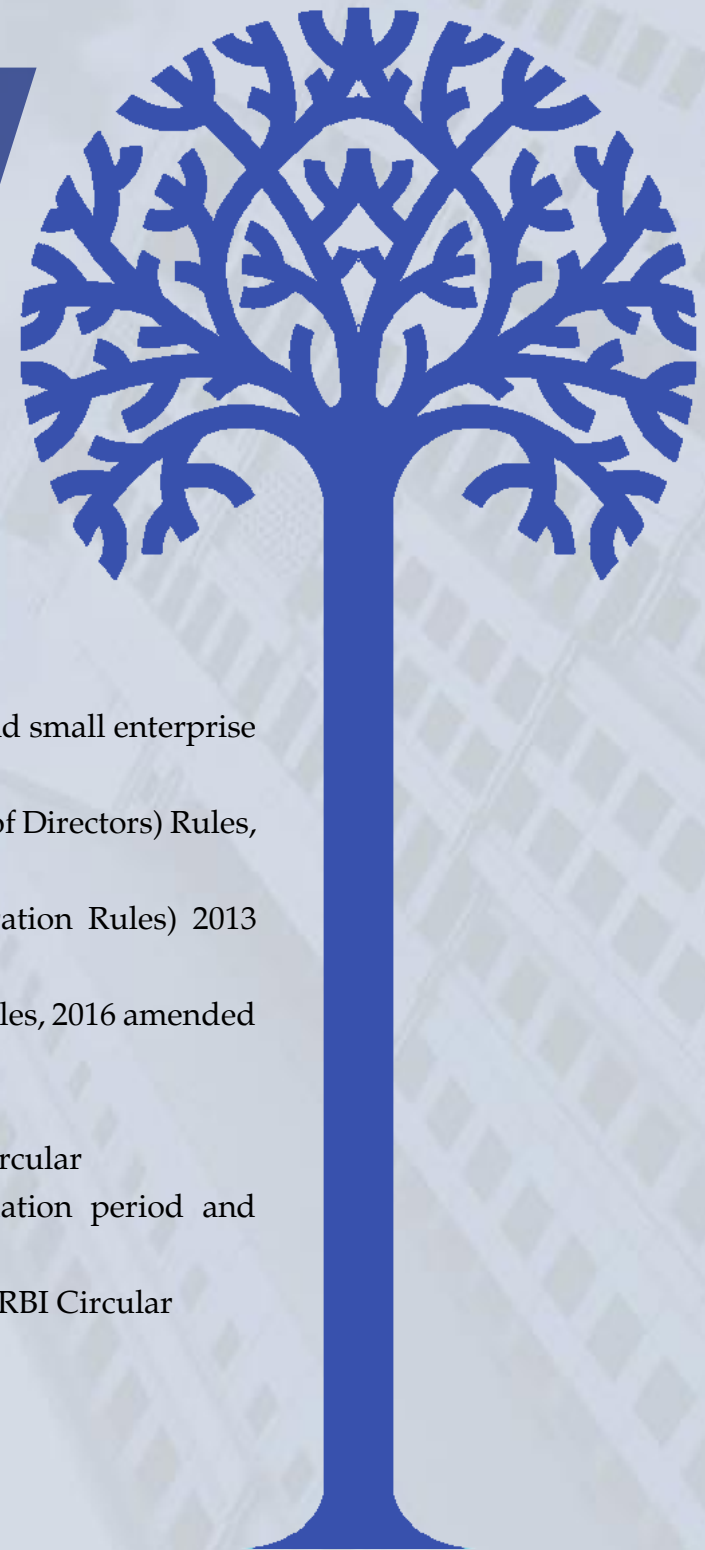 d small enterprise
of Directors) Rules,
ation Rules) 2013
les, 2016 amended
rcular
ation period and
RBI Circular